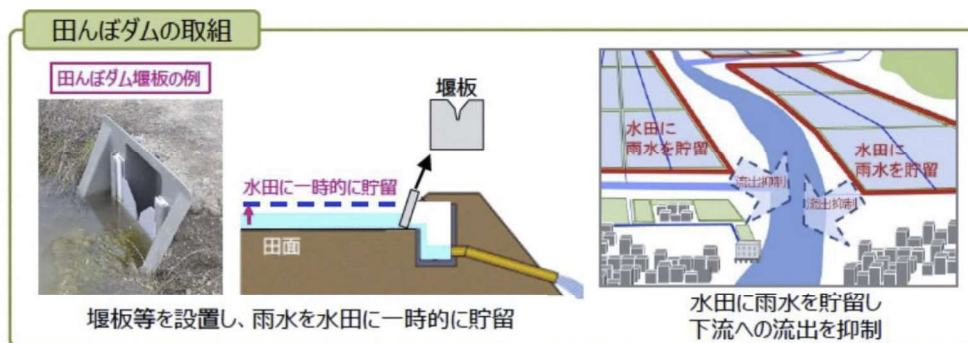 田んぼダムの取組
田んぼダム堰板の例
堰板
水田に一時的に貯留
田面
堰板等を設置し、雨水を水田に一時的に貯留
水田に
雨水を貯留
水田に
雨水を貯留
流出抑制
流出抑制
水田に雨水を貯留し
下流への流出を抑制